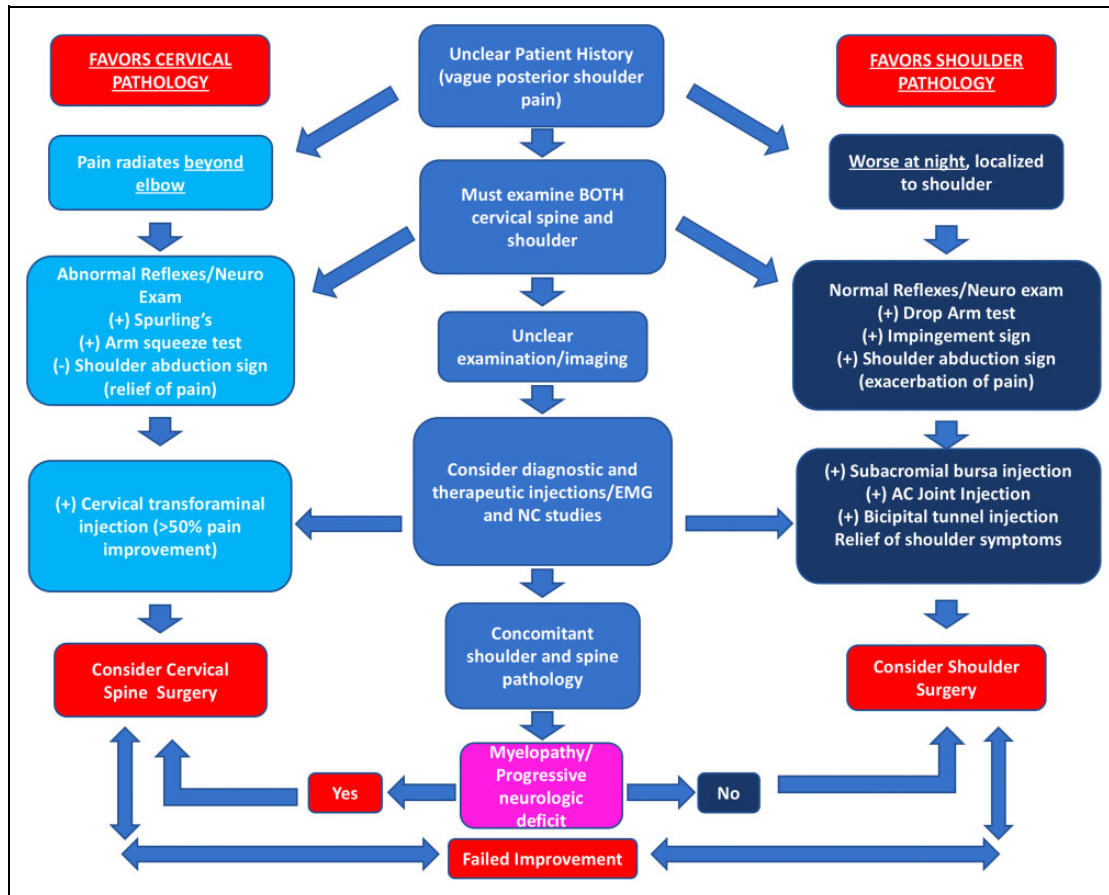 FAVORS CERVICAL
PATHOLOGY
Unclear Patient History
(vague posterior shoulder
pain)
FAVORS SHOULDER
PATHOLOGY
Pain radiates beyond
elbow
Must examine BOTH
cervical spine and
shoulder
Worse at night, localized
to shoulder
Abnormal Reflexes/Neuro
Exam
(+) Spurling’s
(+) Arm squeeze test
(-) Shoulder abduction sign
(relief of pain)
Unclear
examination/imaging
Normal Reflexes/Neuro exam
(+) Drop Arm test
(+) Impingement sign
(+) Shoulder abduction sign
(exacerbation of pain)
(+) Cervical transforaminal
injection (>50% pain
improvement)
Consider diagnostic and
therapeutic injections/EMG
and NC studies
(+) Subacromial bursa injection
(+) AC Joint Injection
(+) Bicipital tunnel injection
Relief of shoulder symptoms
Consider Cervical
Spine Surgery
Concomitant
shoulder and spine
pathology
Consider Shoulder
Surgery
Yes
Myelopathy/
Progressive
neurologic
deficit
No
Failed Improvement